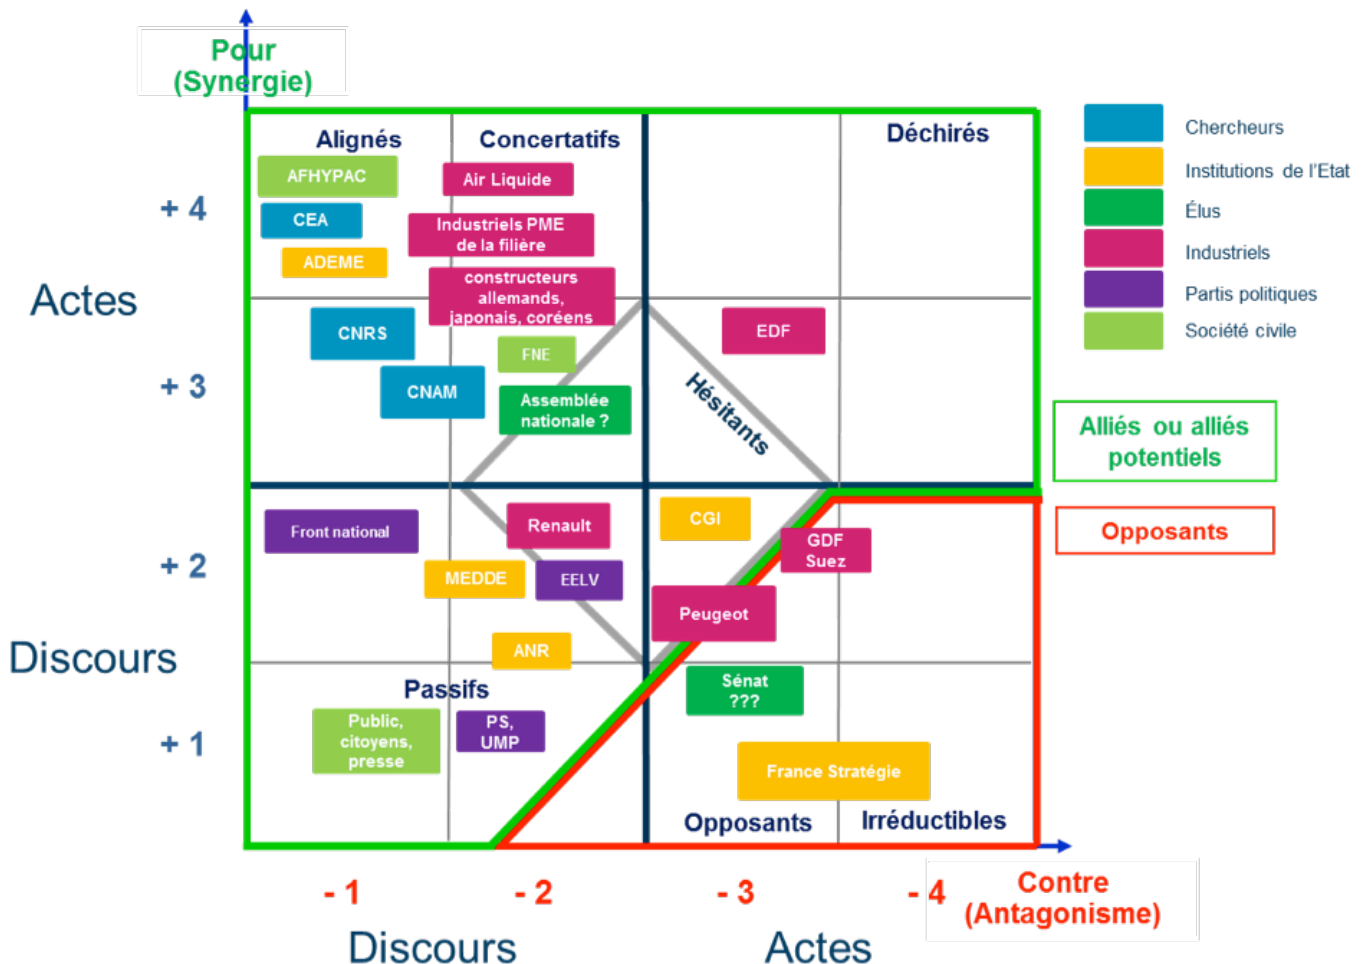 Pour
(Synergie)
Alignés
Concertatifs
Déchirés
AFHYPAC
Air Liquide
CEA
Industriels PME
de la filière
ADEME
constructeurs
allemands,
japonais, coréens
CNRS
FNE
EDF
CNAM
Assemblée
nationale ?
Hésitants
+ 4
Actes
+ 3
Front national
Renault
CGI
GDF
Suez
MEDDE
EELV
Peugeot
ANR
+ 2
Discours
Passifs
Sénat
???
Public,
citoyens,
presse
PS,
UMP
France Stratégie
+ 1
Opposants
Irréductibles
- 1
- 2
- 3
- 4
Contre
(Antagonisme)
Discours
Actes
Chercheurs
Institutions de l'Etat
Élus
Industriels
Partis politiques
Société civile
Alliés ou alliés
potentiels
Opposants